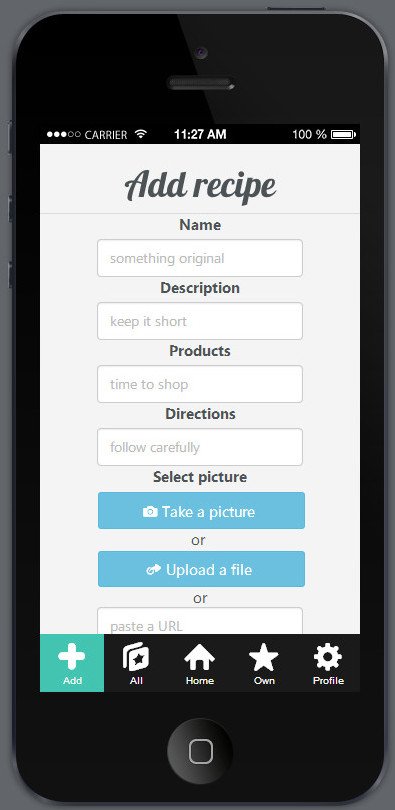 CARRIER 11:27 AM 100 %
Add recipe
Name
something original
Description
keep it short
Products
time to shop
Directions
follow carefully
Select picture
Take a picture
or
Upload a file
or
paste a URL
Add All Home Own Profile